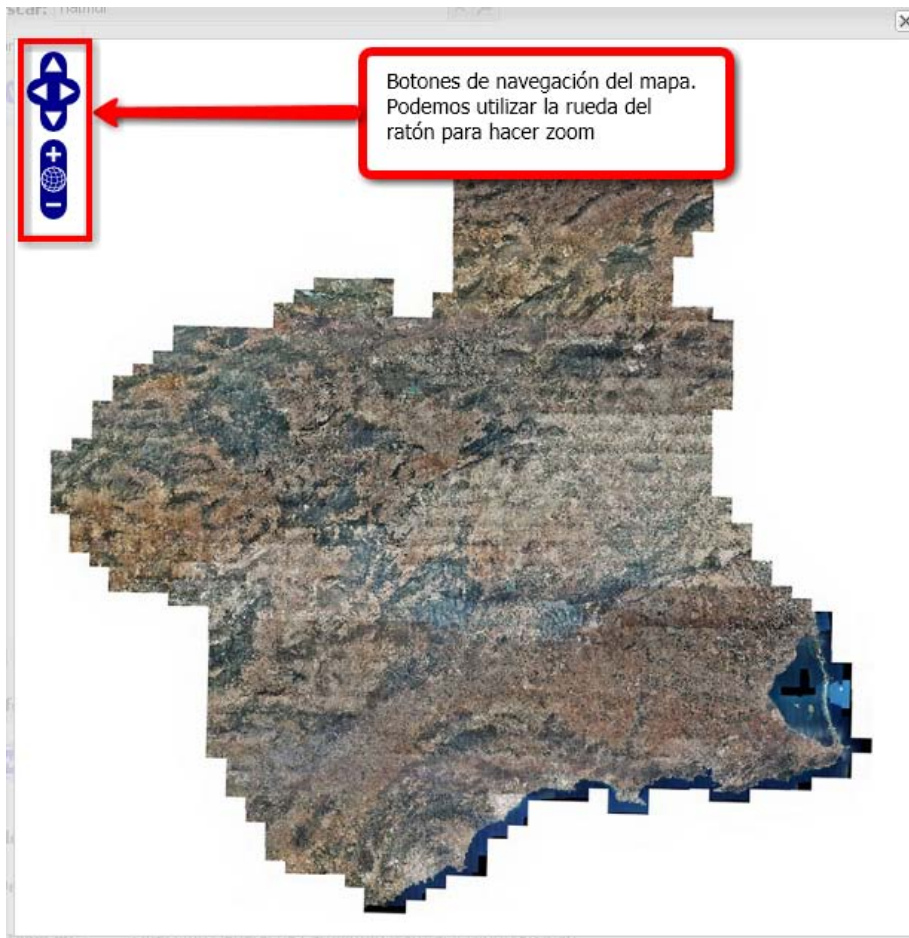 Botones de navegación del mapa.
Podemos utilizar la rueda del
ratón para hacer zoom